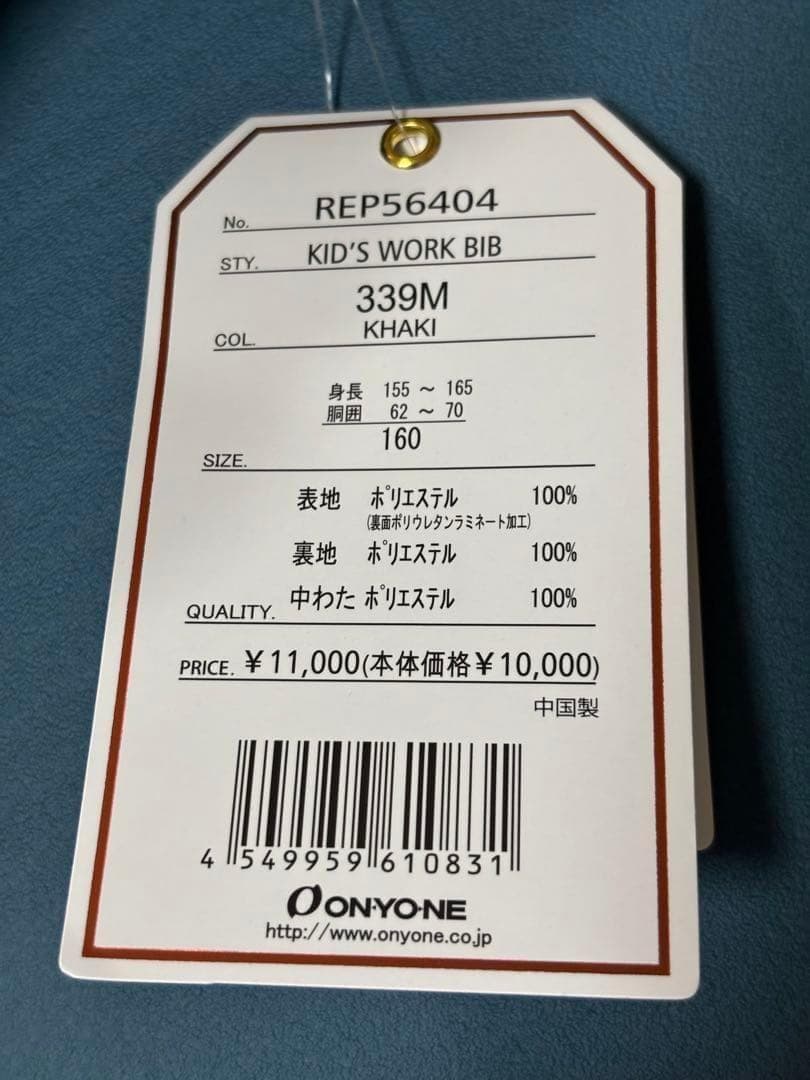 No. REP56404
STY. KID'S WORK BIB
339M
COL. KHAKI
身長 155 ~ 165
胴囲 62 ~ 70
SIZE. 160
表地 ポリエステル 100%
(裏面ポリウレタンラミネート加工)
裏地 ポリエステル 100%
QUALITY. 中わた ポリエステル 100%
PRICE. ¥11,000(本体価格¥10,000)
中国製
4 549959 610831
ON・YO・NE
http://www.onyone.co.jp